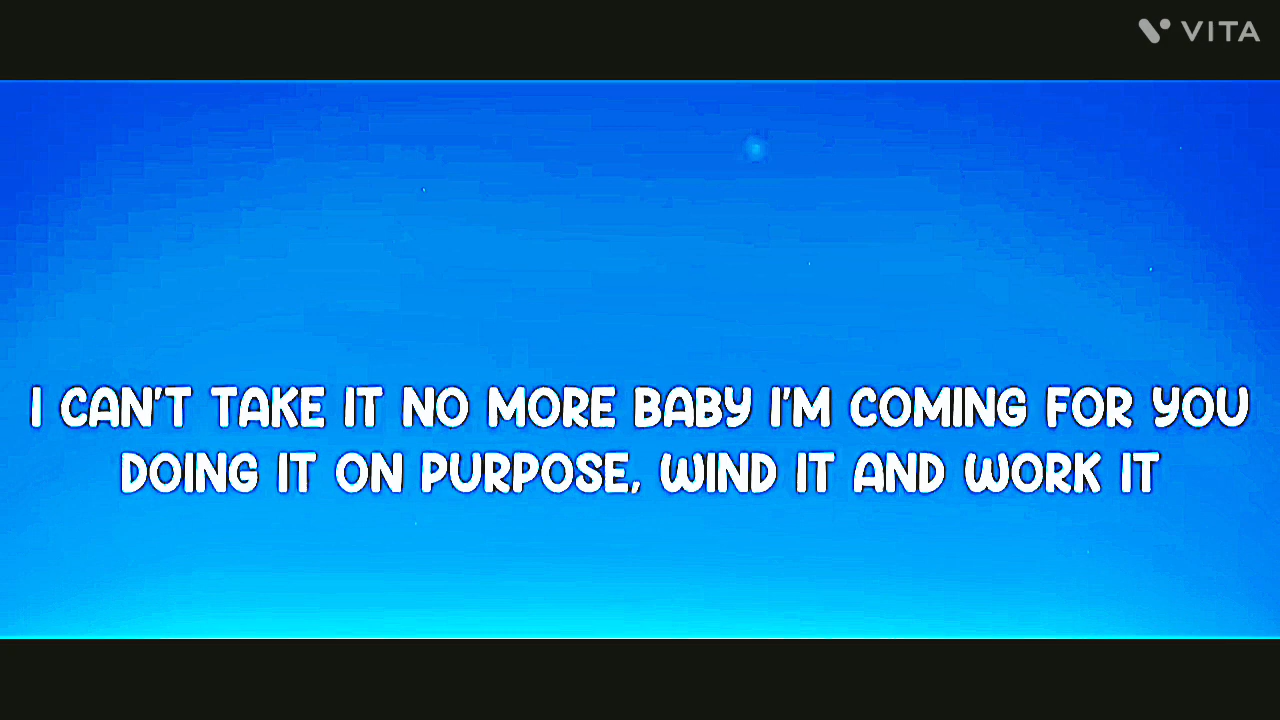 VITA
I CAN'T TAKE IT NO MORE BABY I'M COMING FOR YOU
DOING IT ON PURPOSE, WIND IT AND WORK IT